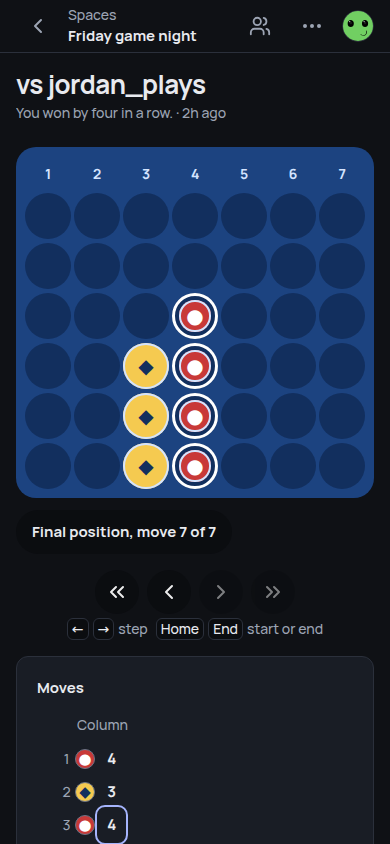 Spaces
Friday game night
vs jordan_plays
You won by four in a row. · 2h ago
1 2 3 4 5 6 7
Final position, move 7 of 7
← → step Home End start or end
Moves
Column
1 4
2 3
3 4